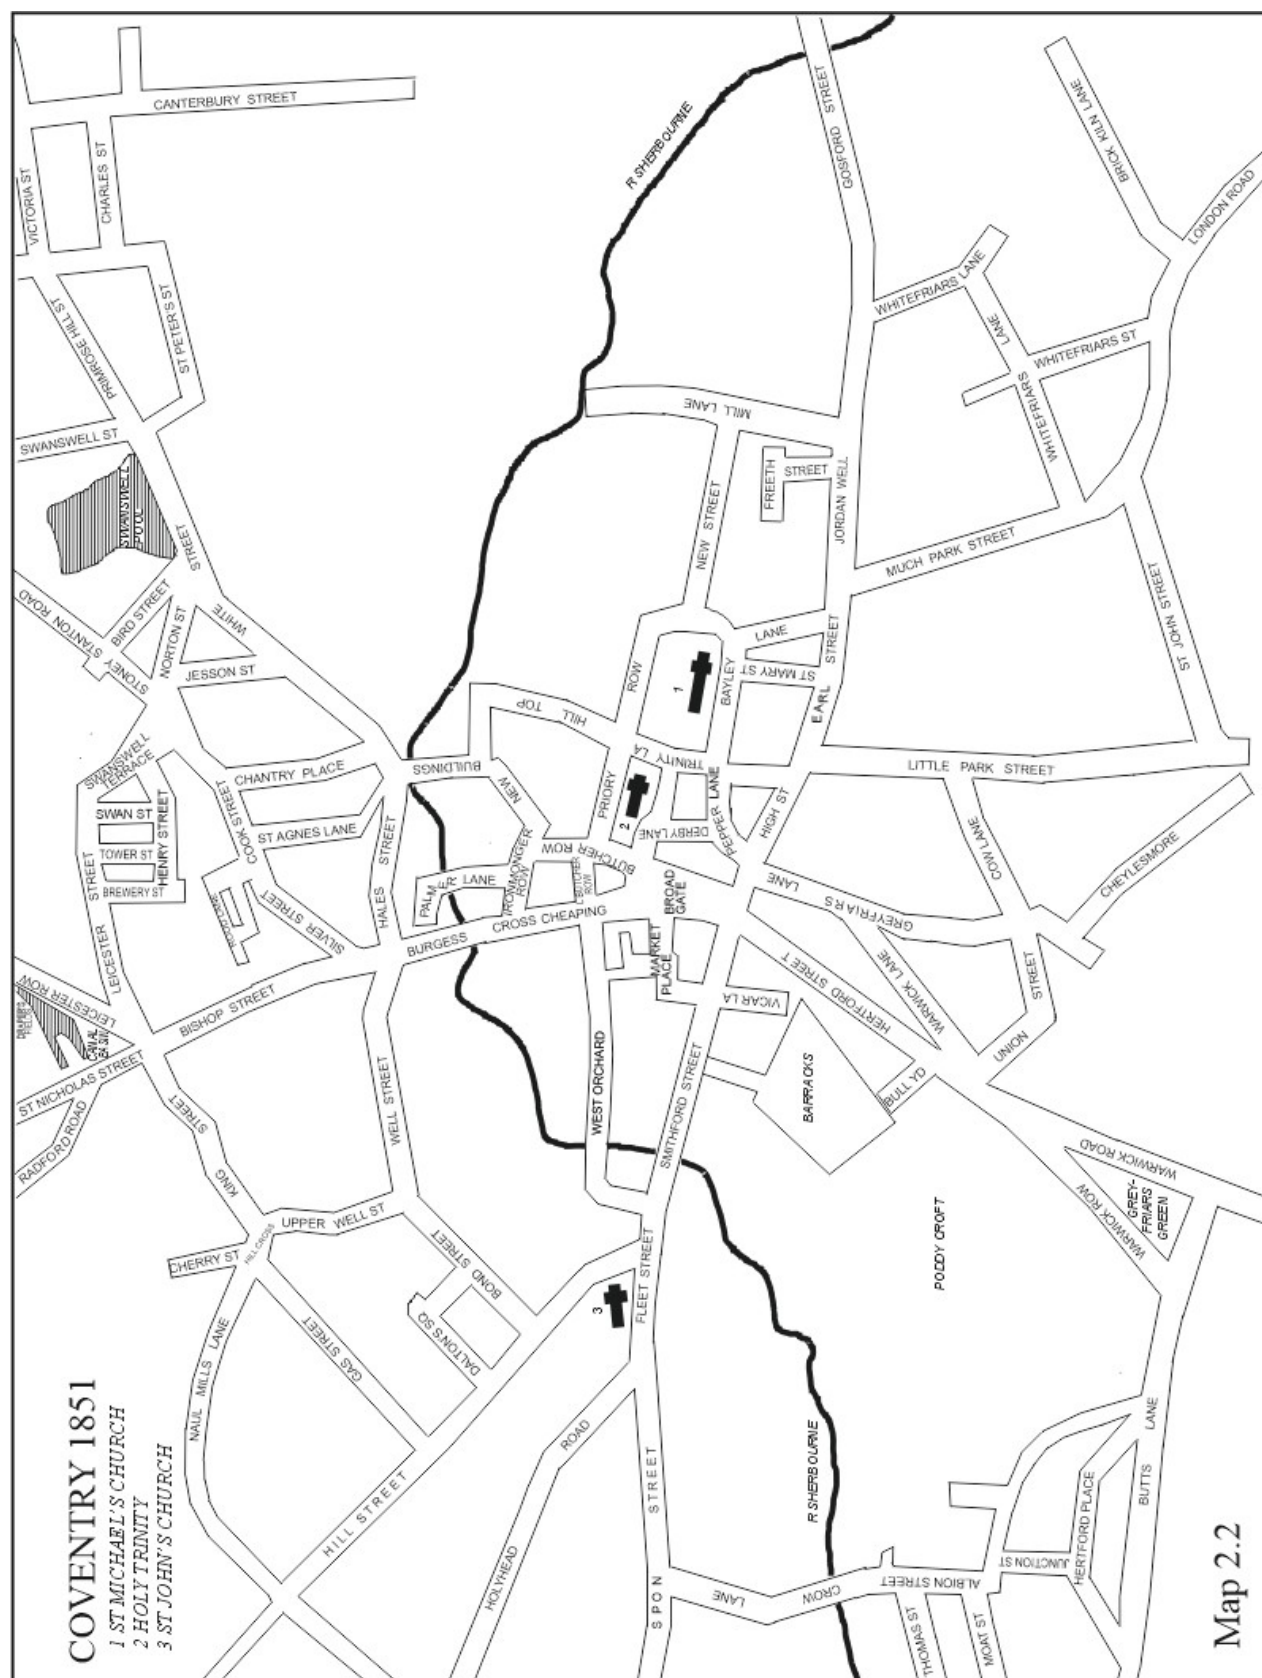 COVENTRY 1851
1 ST MICHAEL'S CHURCH
2 HOLY TRINITY
3 ST JOHN'S CHURCH
CANTERBURY STREET
VICTORIA ST
CHARLES ST
PRIMROSE HILL ST
ST PETER'S ST
SWANSWELL ST
SWANSWELL
POOL
STONEY STANTON ROAD
BIRD STREET
NORTON ST
JESSON ST
WHITE STREET
SWANSWELL
TERRACE
SWAN ST
TOWER ST
BREWERY ST
HENRY STREET
COOK STREET
CHANTRY PLACE
ST AGNES LANE
SILVER STREET
HALES STREET
LEICESTER STREET
LEICESTER ROW
CANAL
BASIN
ST NICHOLAS STREET
RADFORD ROAD
BISHOP STREET
KING STREET
WELL STREET
UPPER WELL ST
CHERRY ST
HILL CROSS
NAUL MILLS LANE
GAS STREET
BOND STREET
DALTON'S SQ
HILL STREET
HOLYHEAD ROAD
R SHERBOURNE
GOSFORD STREET
BRICK KILN LANE
LONDON ROAD
WHITEFRIARS LANE
WHITEFRIARS LANE
WHITEFRIARS ST
MILL LANE
NEW STREET
FREETH
STREET
JORDAN WELL
MUCH PARK STREET
ST JOHN STREET
EARL STREET
BAYLEY LANE
ST MARY ST
1
PRIORY ROW
HILL TOP
TRINITY LA
2
NEW BUILDINGS
PALMER LANE
IRONMONGER
ROW
BUTCHER ROW
L BUTCHER
ROW
DERBY LANE
PEPPER LANE
HIGH ST
BROAD
GATE
CROSS CHEAPING
BURGESS
MARKET
PLACE
LITTLE PARK STREET
COW LANE
CHEYLESMORE
GREYFRIARS LANE
WARWICK LANE
HERTFORD STREET
UNION STREET
VICAR LA
BARRACKS
BULL YD
WEST ORCHARD
SMITHFORD STREET
FLEET STREET
3
WARWICK ROAD
WARWICK ROW
GREY-
FRIARS
GREEN
PODDY CROFT
R SHERBOURNE
SPON STREET
CROW LANE
ALBION STREET
THOMAS ST
MOAT ST
JUNCTION ST
HERTFORD PLACE
BUTTS LANE
Map 2.2